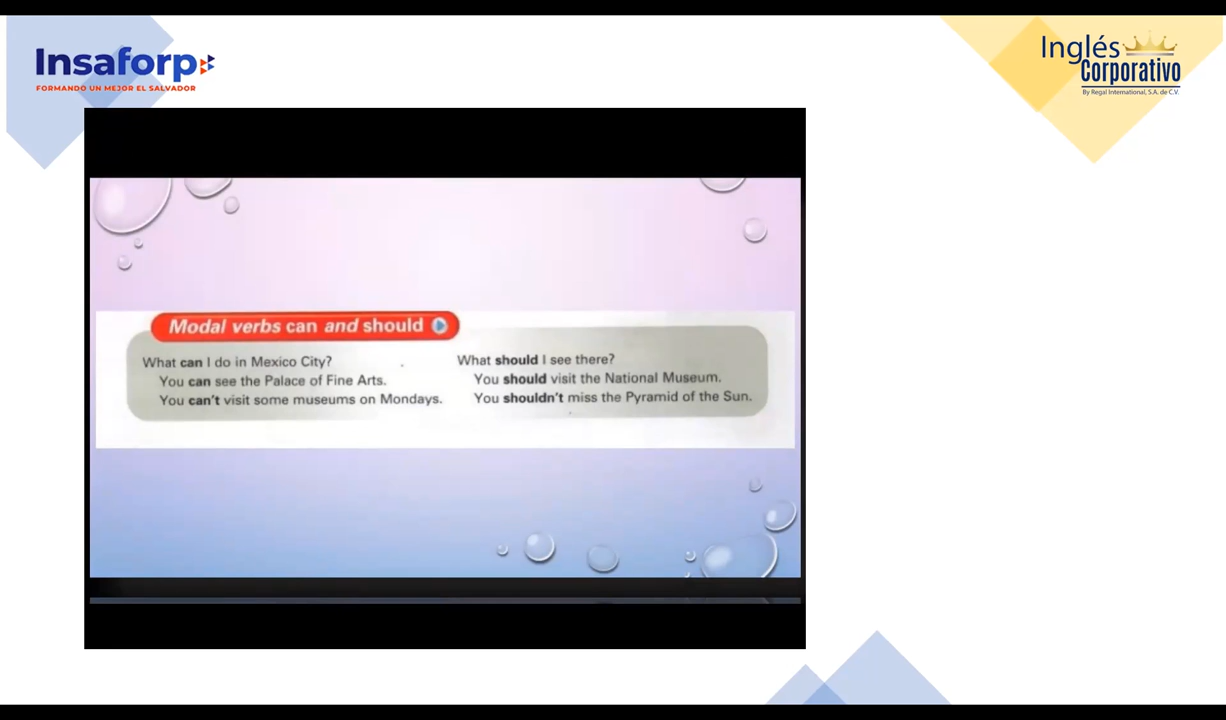 Insaforp
FORMANDO UN MEJOR EL SALVADOR
Inglés
Corporativo
By Regal International, S.A. de C.V.
Modal verbs can and should
What can I do in Mexico City?
You can see the Palace of Fine Arts.
You can't visit some museums on Mondays.
What should I see there?
You should visit the National Museum.
You shouldn't miss the Pyramid of the Sun.